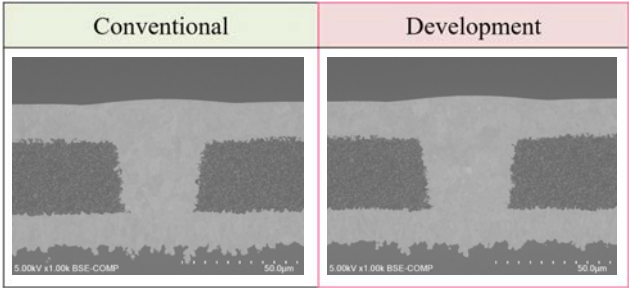 Conventional
Development
5.00kV x1.00k BSE-COMP
50.0μm
5.00kV x1.00k BSE-COMP
50.0μm